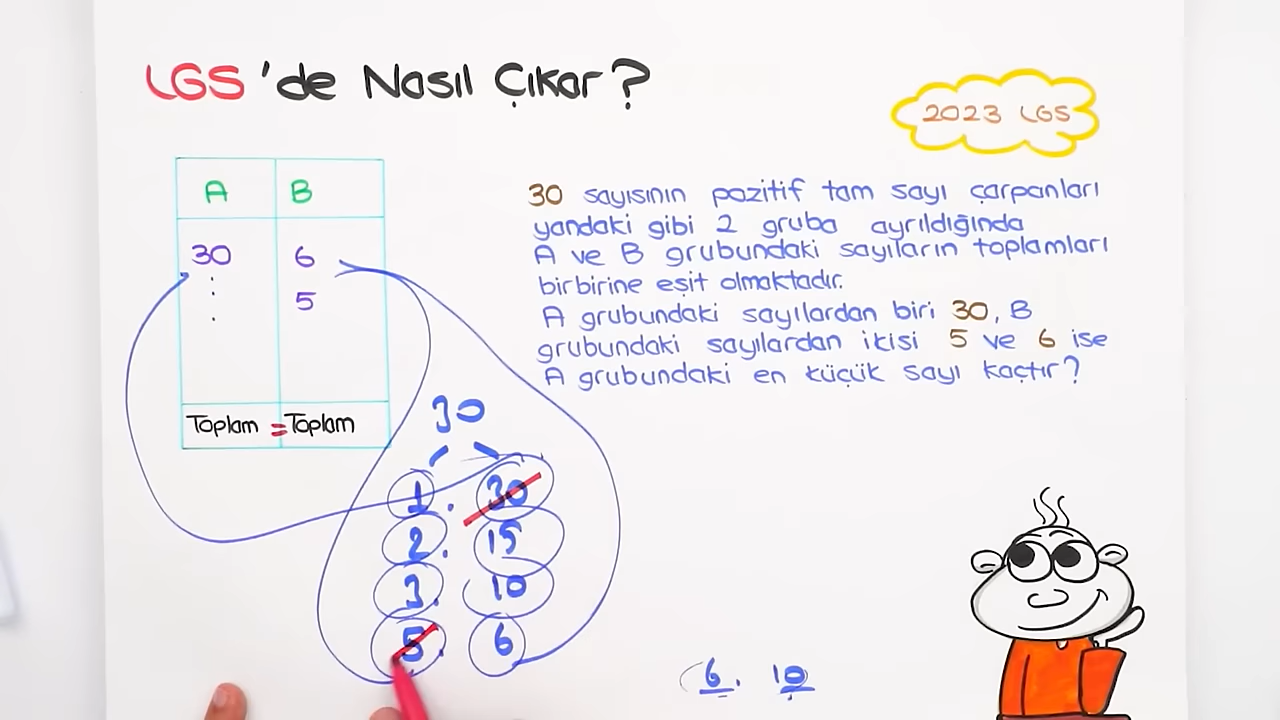 LGS 'de Nasıl Çıkar?
2023 LGS
A B
30 6
5
Toplam = Toplam
30 sayısının pozitif tam sayı çarpanları
yandaki gibi 2 gruba ayrıldığında
A ve B grubundaki sayıların toplamları
birbirine eşit olmaktadır.
A grubundaki sayılardan biri 30, B
grubundaki sayılardan ikisi 5 ve 6 ise
A grubundaki en küçük sayı kaçtır?
30
1 . 30
2 . 15
3 . 10
5 . 6
6 . 10